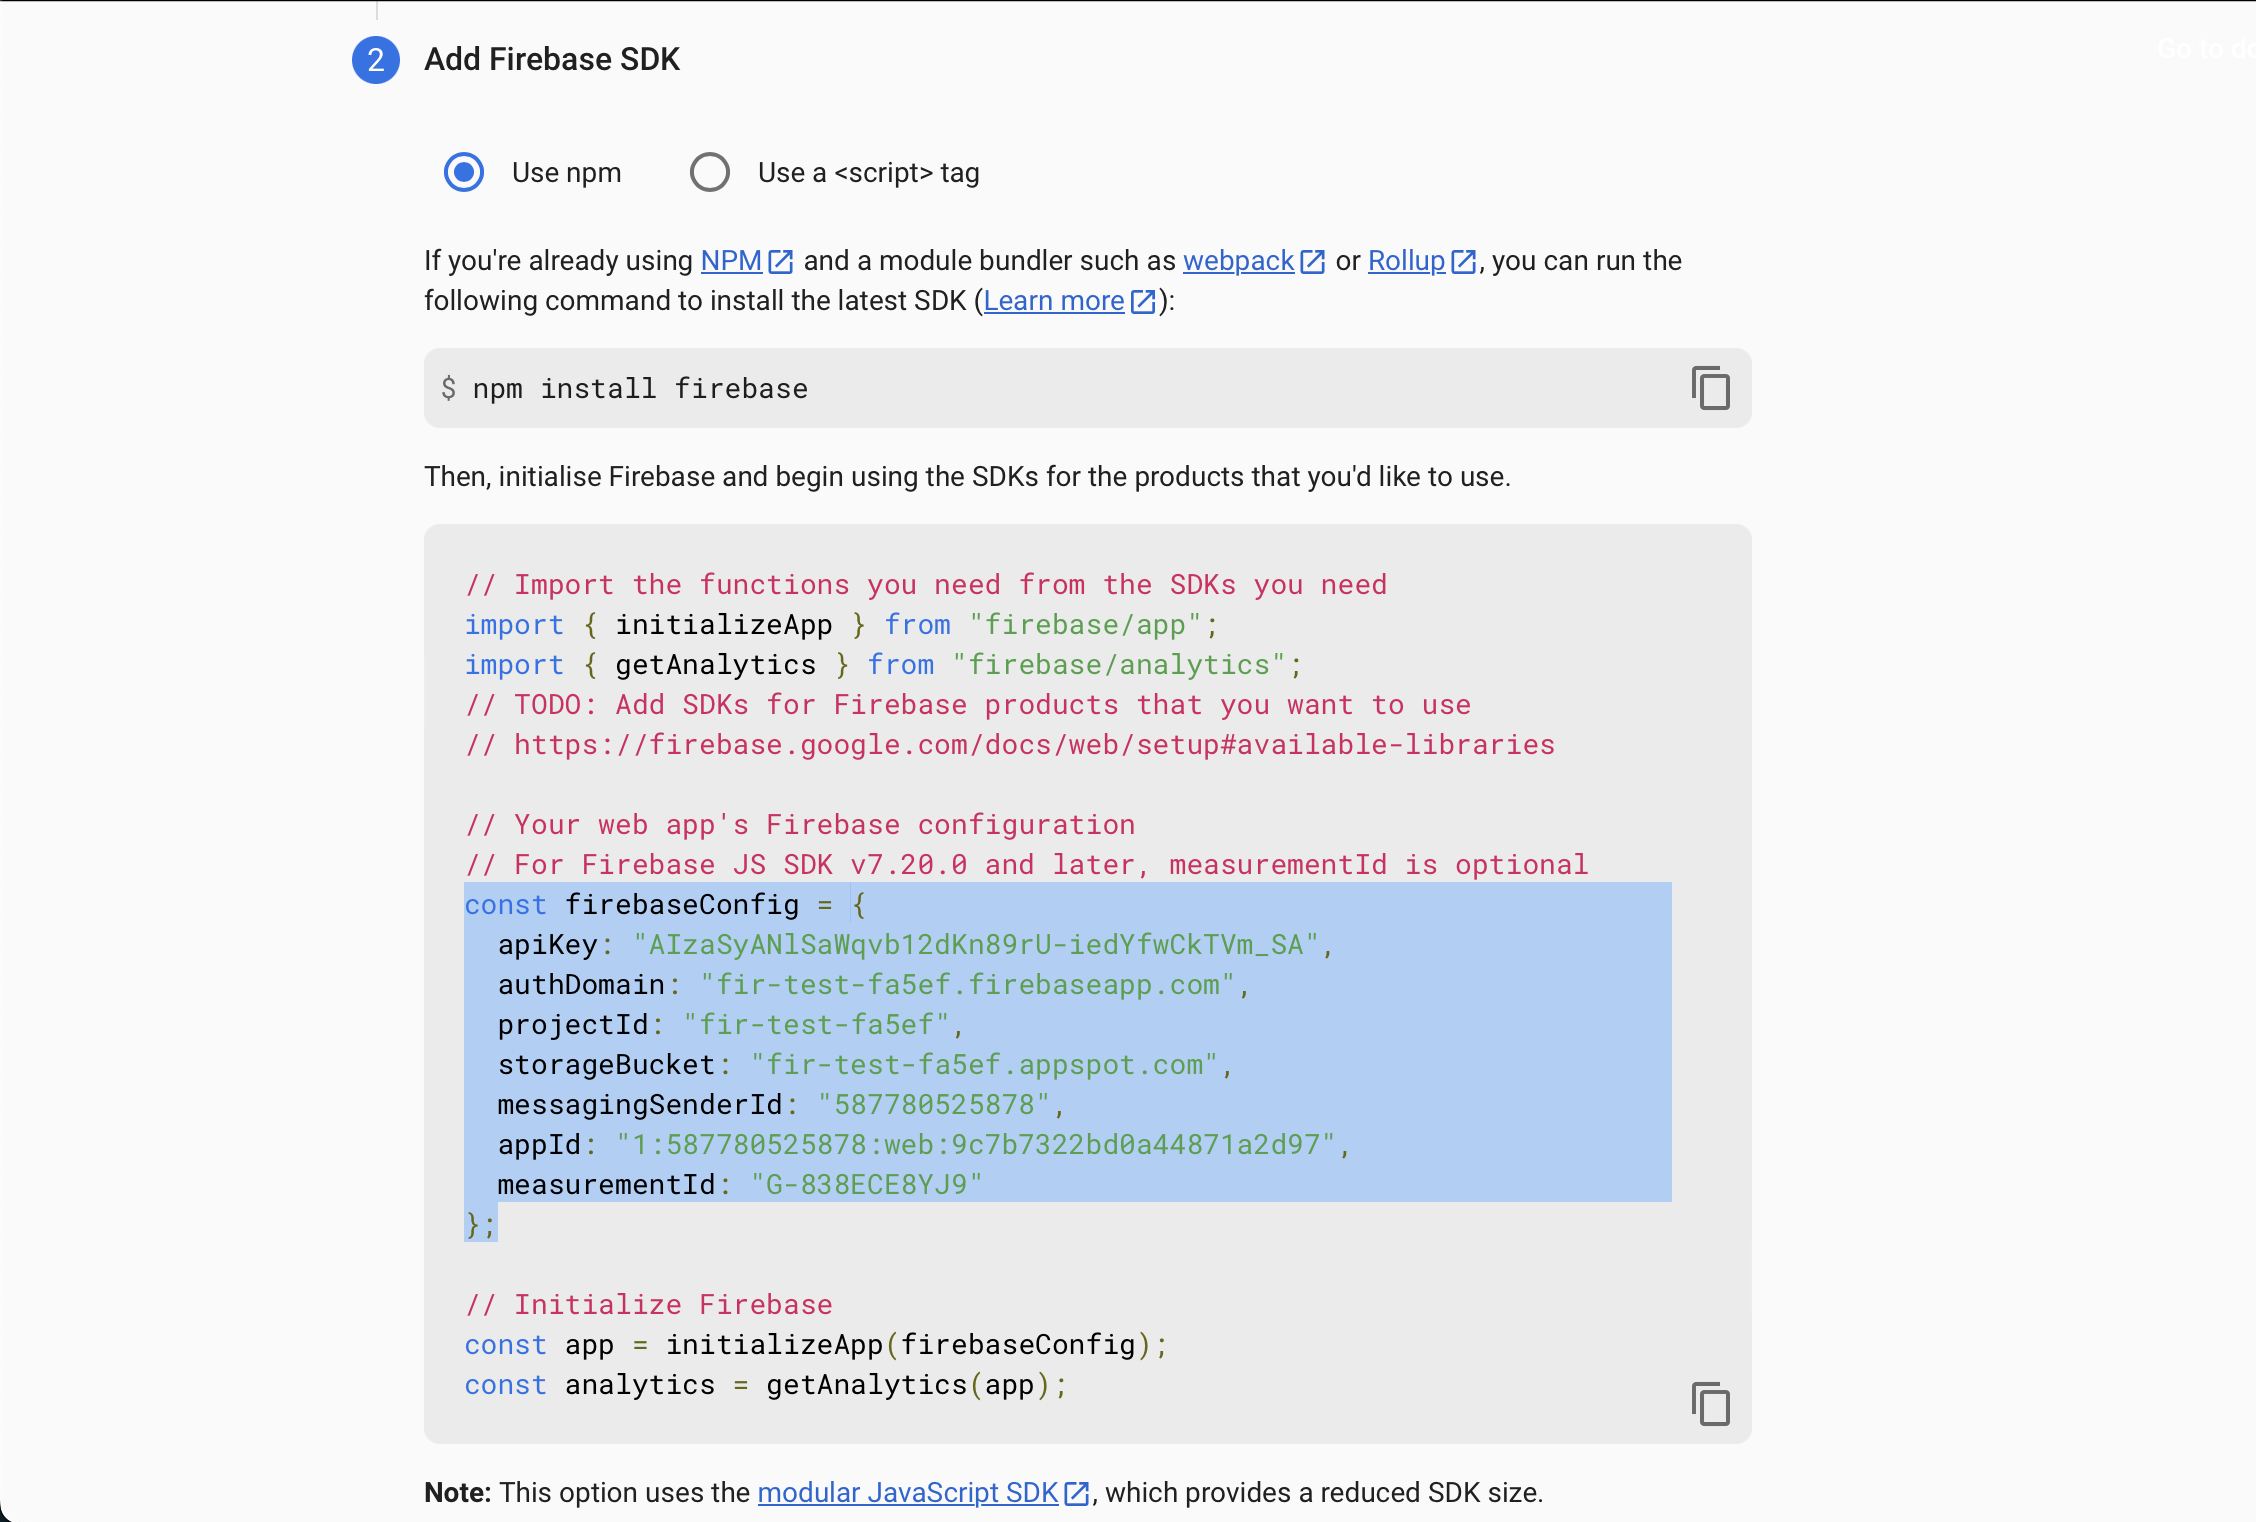 2 Add Firebase SDK
Go to do
Use npm Use a <script> tag
If you're already using NPM and a module bundler such as webpack or Rollup, you can run the
following command to install the latest SDK (Learn more):
$ npm install firebase
Then, initialise Firebase and begin using the SDKs for the products that you'd like to use.
// Import the functions you need from the SDKs you need
import { initializeApp } from "firebase/app";
import { getAnalytics } from "firebase/analytics";
// TODO: Add SDKs for Firebase products that you want to use
// https://firebase.google.com/docs/web/setup#available-libraries
// Your web app's Firebase configuration
// For Firebase JS SDK v7.20.0 and later, measurementId is optional
const firebaseConfig = {
  apiKey: "AIzaSyANlSaWqvb12dKn89rU-iedYfwCkTVm_SA",
  authDomain: "fir-test-fa5ef.firebaseapp.com",
  projectId: "fir-test-fa5ef",
  storageBucket: "fir-test-fa5ef.appspot.com",
  messagingSenderId: "587780525878",
  appId: "1:587780525878:web:9c7b7322bd0a44871a2d97",
  measurementId: "G-838ECE8YJ9"
};
// Initialize Firebase
const app = initializeApp(firebaseConfig);
const analytics = getAnalytics(app);
Note: This option uses the modular JavaScript SDK, which provides a reduced SDK size.